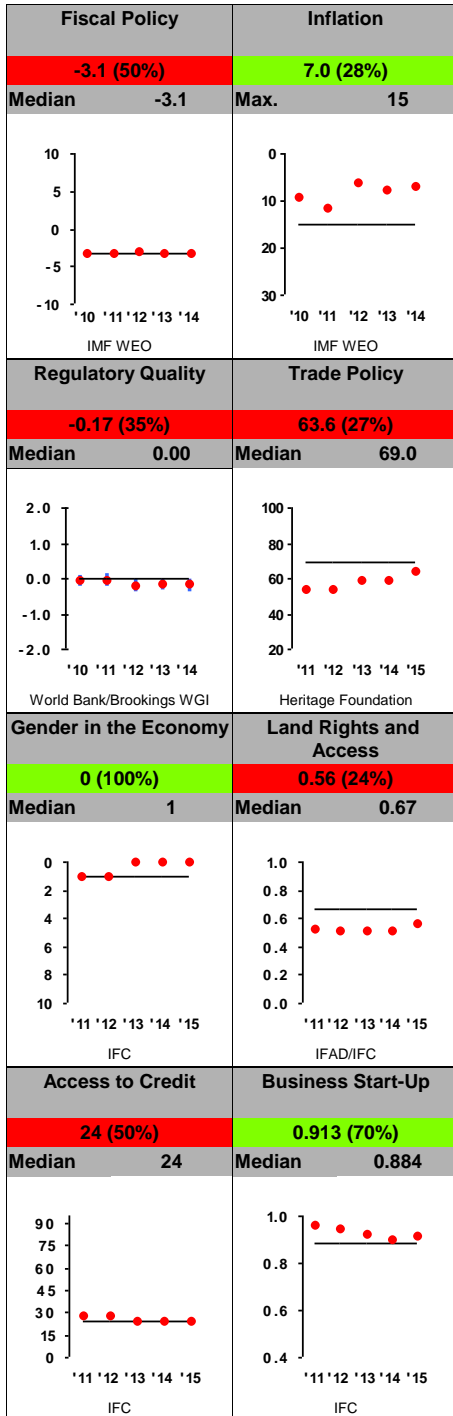 Fiscal Policy
-3.1 (50%)
Median -3.1
10
5
0
-5
-10
'10 '11 '12 '13 '14
IMF WEO
Inflation
7.0 (28%)
Max. 15
0
10
20
30
'10 '11 '12 '13 '14
IMF WEO
Regulatory Quality
-0.17 (35%)
Median 0.00
2.0
1.0
0.0
-1.0
-2.0
'10 '11 '12 '13 '14
World Bank/Brookings WGI
Trade Policy
63.6 (27%)
Median 69.0
100
80
60
40
20
'11 '12 '13 '14 '15
Heritage Foundation
Gender in the Economy
0 (100%)
Median 1
0
2
4
6
8
10
'11 '12 '13 '14 '15
IFC
Land Rights and
Access
0.56 (24%)
Median 0.67
1.0
0.8
0.6
0.4
0.2
0.0
'11 '12 '13 '14 '15
IFAD/IFC
Access to Credit
24 (50%)
Median 24
90
75
60
45
30
15
0
'11 '12 '13 '14 '15
IFC
Business Start-Up
0.913 (70%)
Median 0.884
1.0
0.8
0.6
0.4
'11 '12 '13 '14 '15
IFC